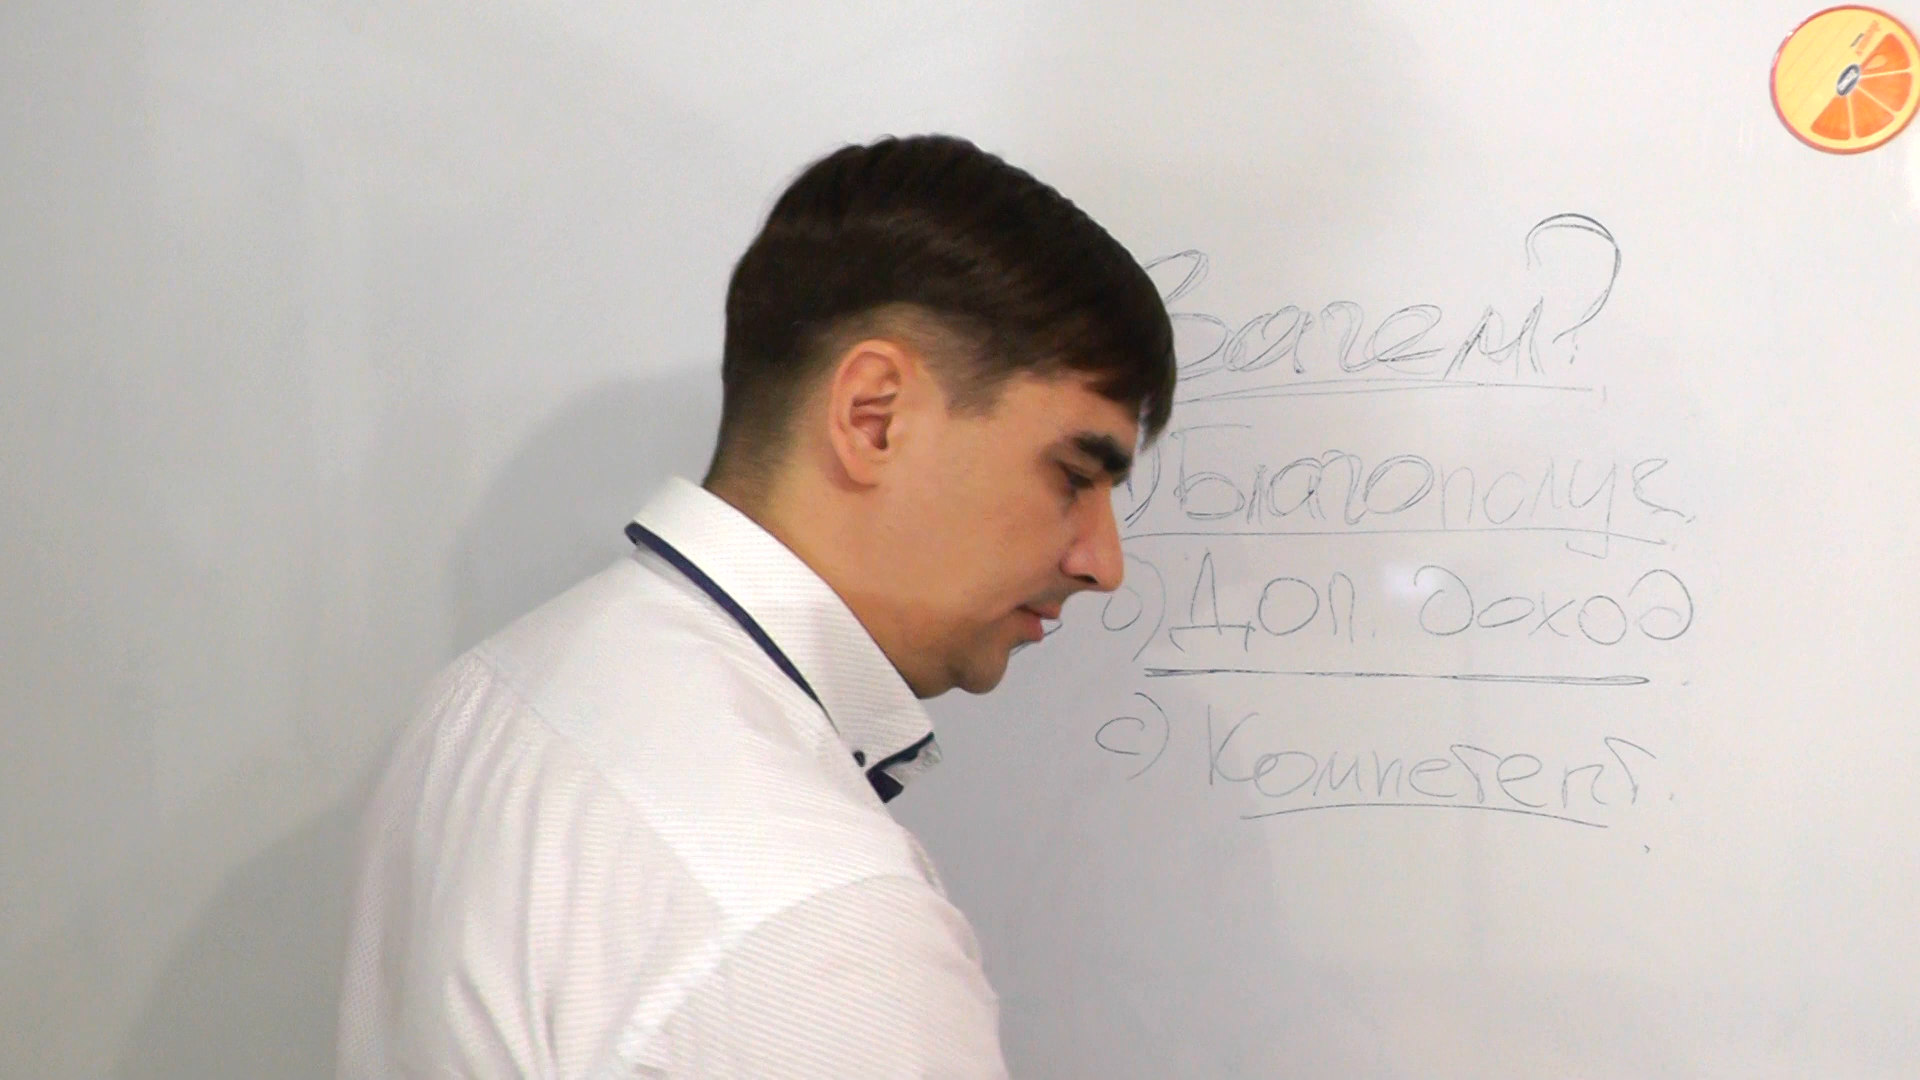 Зачем?
а) Благополуч.
b) Доп. доход
c) Компетент.